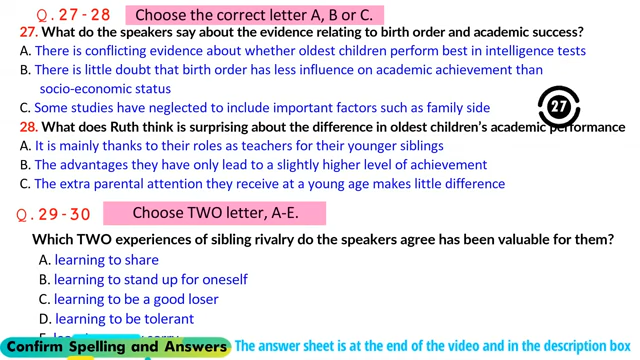 Q.27-28 Choose the correct letter A, B or C.
27. What do the speakers say about the evidence relating to birth order and academic success?
A. There is conflicting evidence about whether oldest children perform best in intelligence tests
B. There is little doubt that birth order has less influence on academic achievement than
socio-economic status
C. Some studies have neglected to include important factors such as family side
27
28. What does Ruth think is surprising about the difference in oldest children's academic performance
A. It is mainly thanks to their roles as teachers for their younger siblings
B. The advantages they have only lead to a slightly higher level of achievement
C. The extra parental attention they receive at a young age makes little difference
Q.29-30 Choose TWO letter, A-E.
Which TWO experiences of sibling rivalry do the speakers agree has been valuable for them?
A. learning to share
B. learning to stand up for oneself
C. learning to be a good loser
D. learning to be tolerant
Confirm Spelling and Answers - The answer sheet is at the end of the video and in the description box